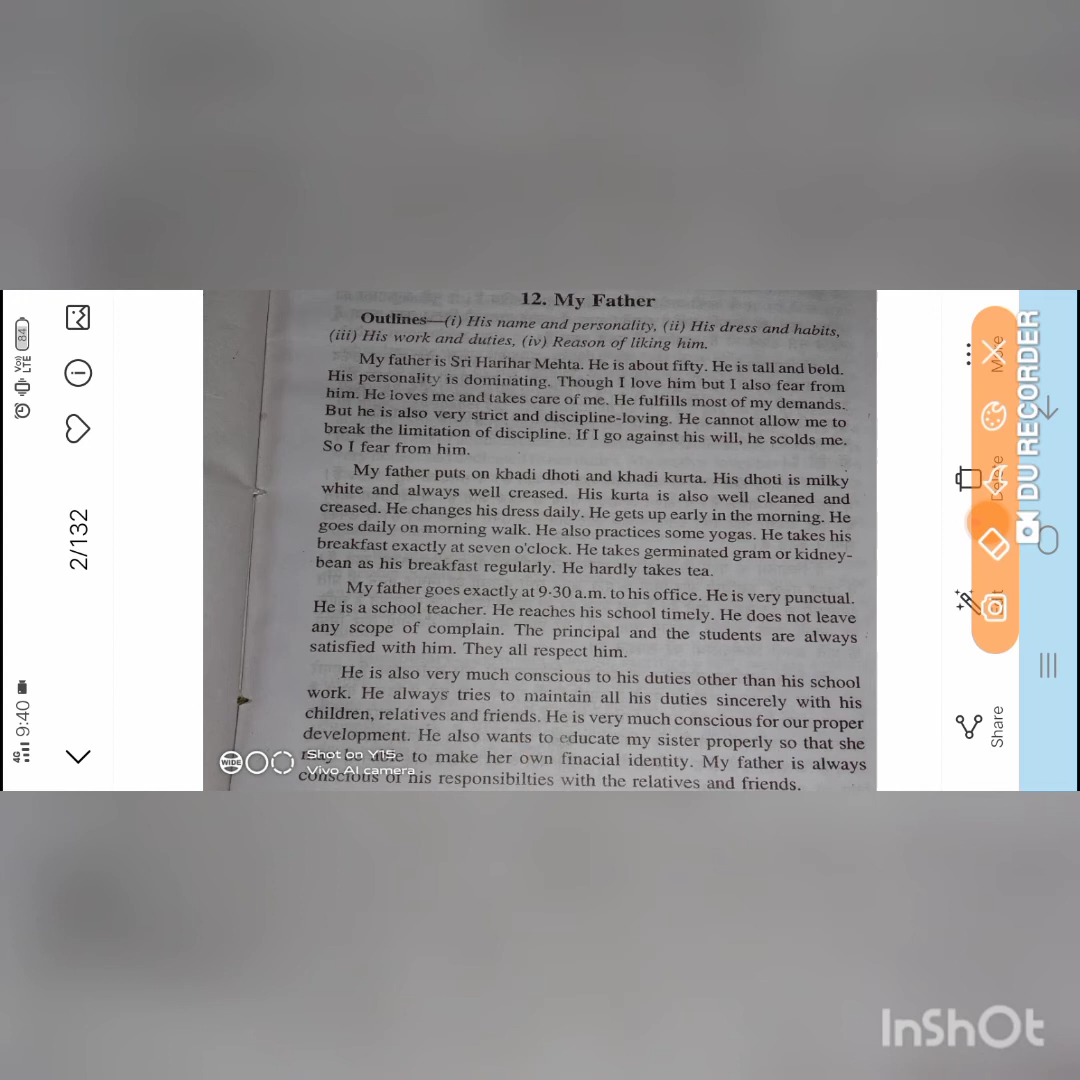 12. My Father
Outlines—(i) His name and personality, (ii) His dress and habits,
(iii) His work and duties, (iv) Reason of liking him.
My father is Sri Harihar Mehta. He is about fifty. He is tall and bold.
His personality is dominating. Though I love him but I also fear from
him. He loves me and takes care of me. He fulfills most of my demands.
But he is also very strict and discipline-loving. He cannot allow me to
break the limitation of discipline. If I go against his will, he scolds me.
So I fear from him.
My father puts on khadi dhoti and khadi kurta. His dhoti is milky
white and always well creased. His kurta is also well cleaned and
creased. He changes his dress daily. He gets up early in the morning. He
goes daily on morning walk. He also practices some yogas. He takes his
breakfast exactly at seven o'clock. He takes germinated gram or kidney-
bean as his breakfast regularly. He hardly takes tea.
My father goes exactly at 9·30 a.m. to his office. He is very punctual.
He is a school teacher. He reaches his school timely. He does not leave
any scope of complain. The principal and the students are always
satisfied with him. They all respect him.
He is also very much conscious to his duties other than his school
work. He always tries to maintain all his duties sincerely with his
children, relatives and friends. He is very much conscious for our proper
development. He also wants to educate my sister properly so that she
to make her own finacial identity. My father is always
conscious of his responsibilties with the relatives and friends.
WIDE
Shot on Y15
Vivo AI camera
4G 9:40
Vo) LTE 84
2/132
More
Delete
Share
DU RECORDER
InShOt